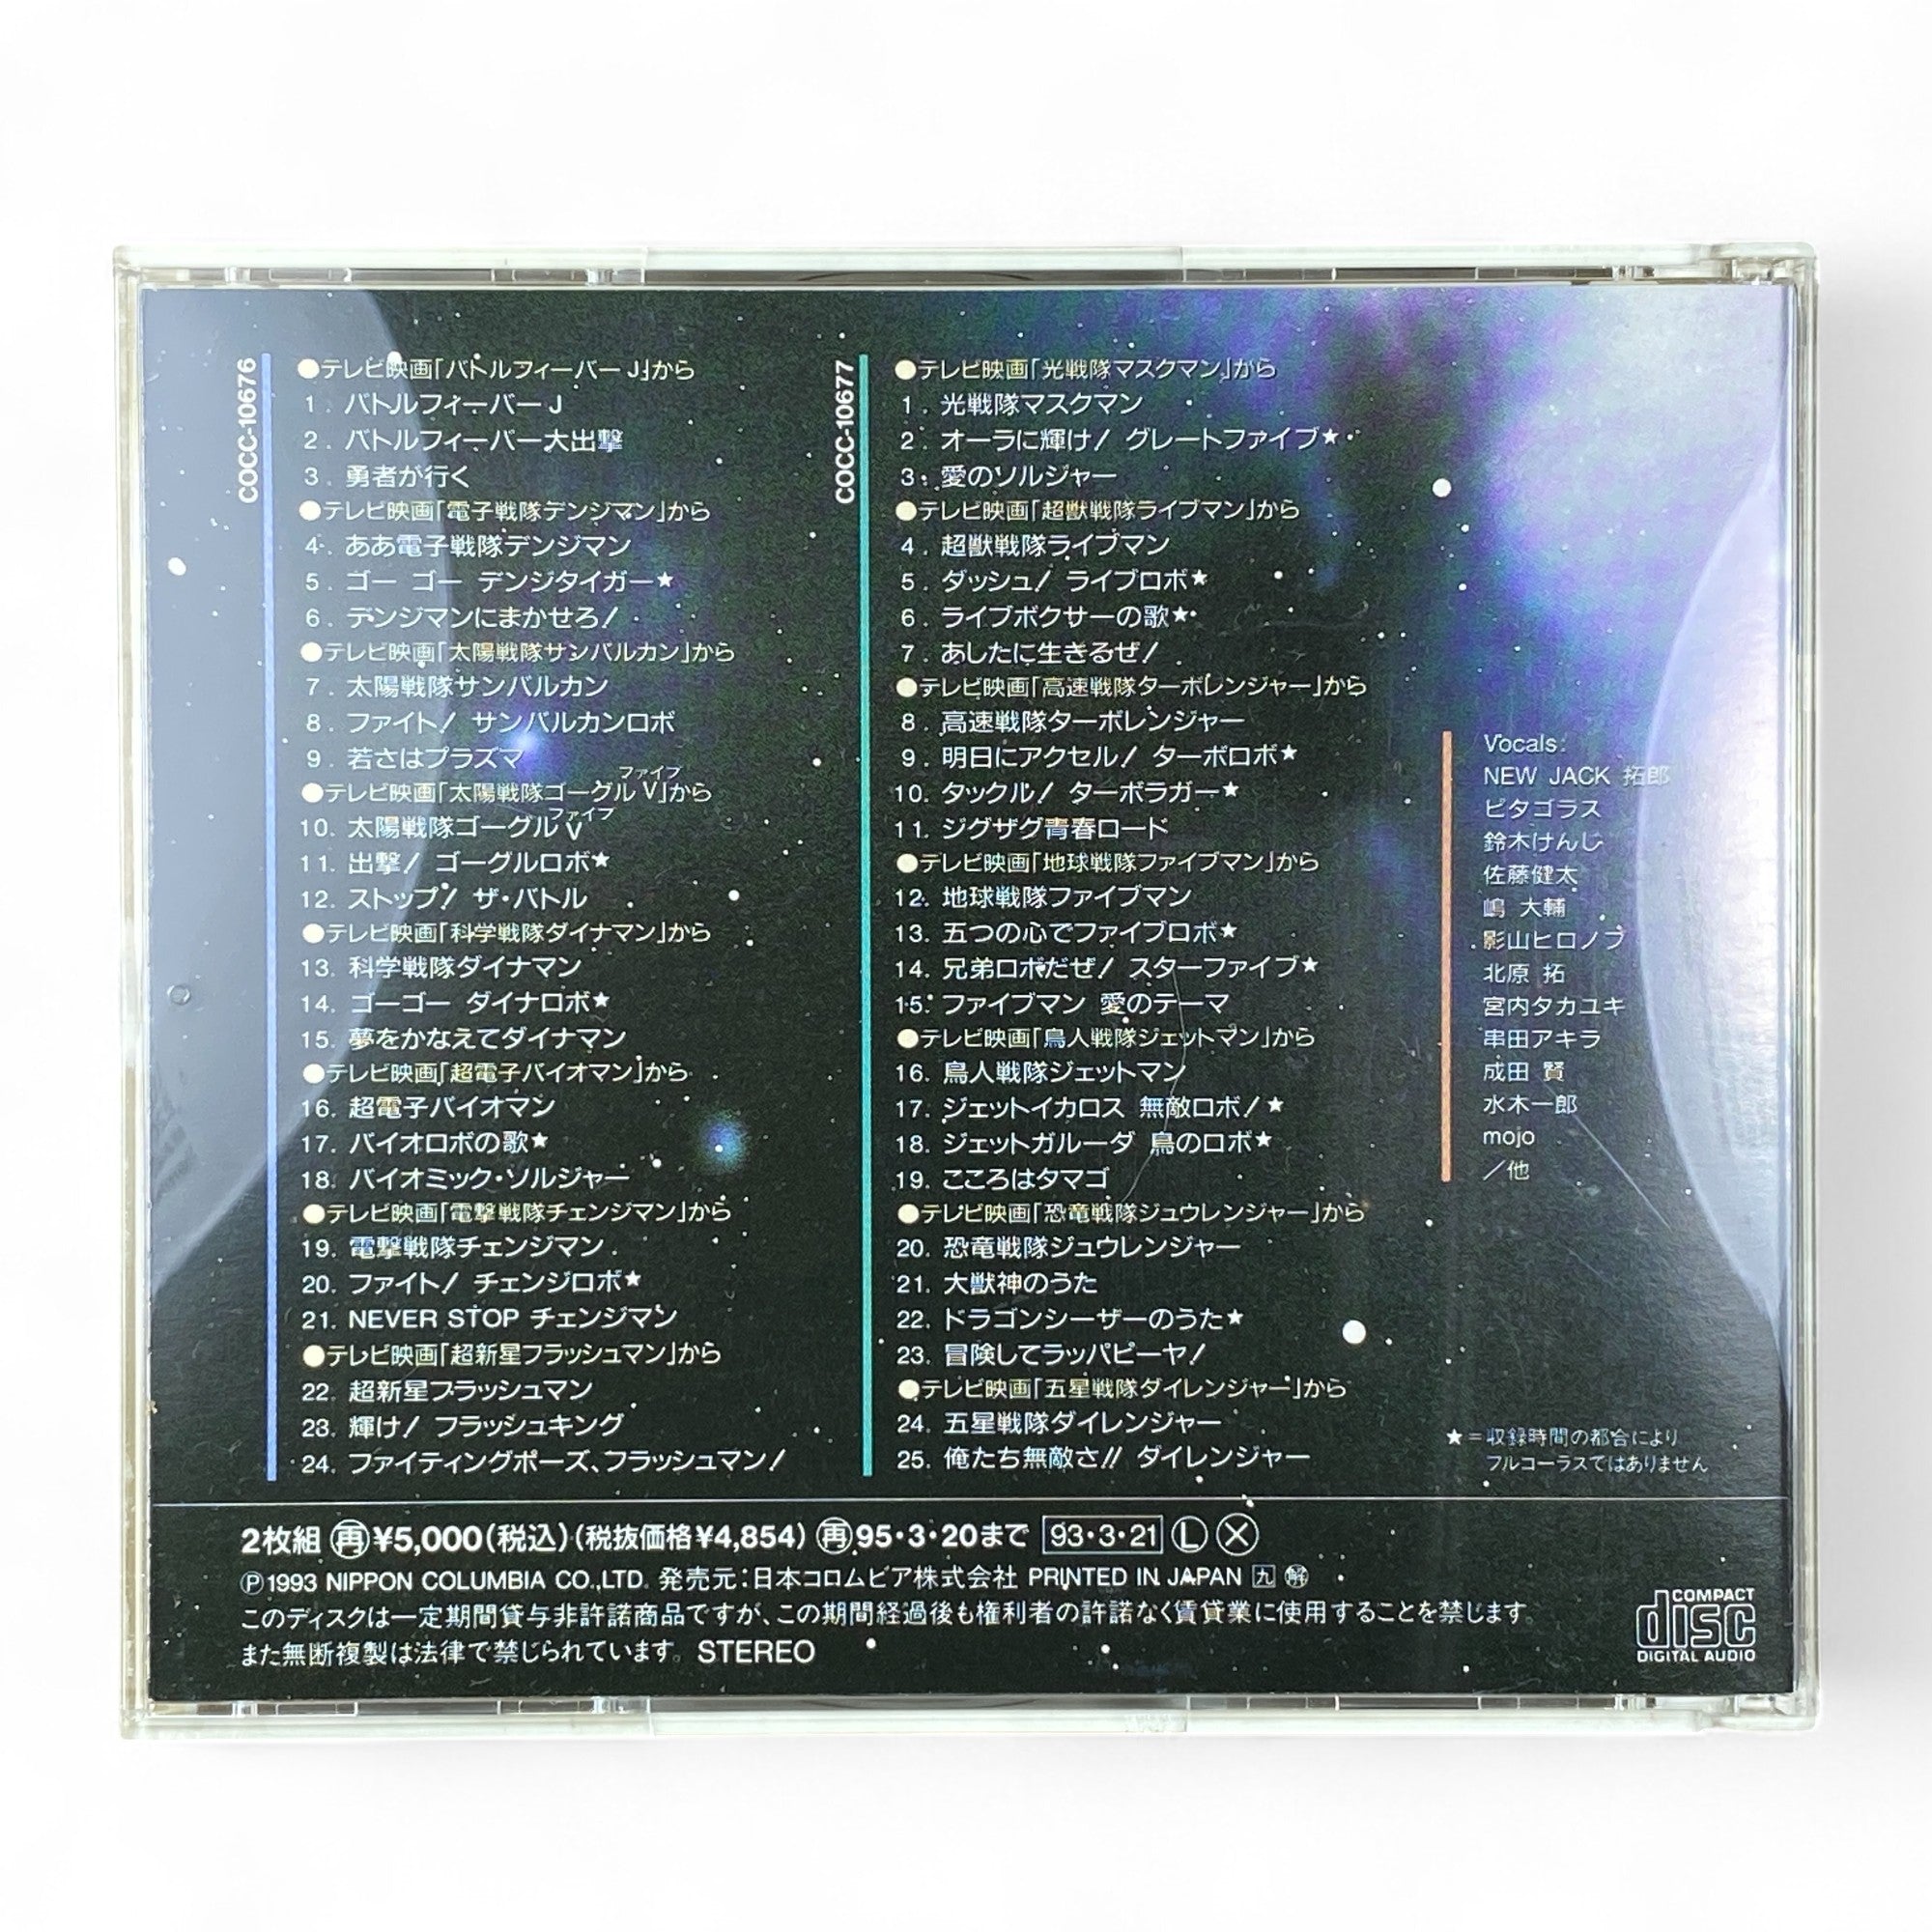 COCC-10676
●テレビ映画「バトルフィーバーJ」から
1. バトルフィーバーJ
2. バトルフィーバー大出撃
3. 勇者が行く
●テレビ映画「電子戦隊デンジマン」から
4. ああ電子戦隊デンジマン
5. ゴー ゴー デンジタイガー★
6. デンジマンにまかせろ!
●テレビ映画「太陽戦隊サンバルカン」から
7. 太陽戦隊サンバルカン
8. ファイト! サンバルカンロボ
9. 若さはプラズマ
ファイブ
●テレビ映画「太陽戦隊ゴーグルV」から
ファイブ
10. 太陽戦隊ゴーグルV
11. 出撃! ゴーグルロボ★
12. ストップ! ザ・バトル
●テレビ映画「科学戦隊ダイナマン」から
13. 科学戦隊ダイナマン
14. ゴーゴー ダイナロボ★
15. 夢をかなえてダイナマン
●テレビ映画「超電子バイオマン」から
16. 超電子バイオマン
17. バイオロボの歌★
18. バイオミック・ソルジャー
●テレビ映画「電撃戦隊チェンジマン」から
19. 電撃戦隊チェンジマン
20. ファイト! チェンジロボ★
21. NEVER STOP チェンジマン
●テレビ映画「超新星フラッシュマン」から
22. 超新星フラッシュマン
23. 輝け! フラッシュキング
24. ファイティングポーズ、フラッシュマン!
COCC-10677
●テレビ映画「光戦隊マスクマン」から
1. 光戦隊マスクマン
2. オーラに輝け! グレートファイブ★
3. 愛のソルジャー
●テレビ映画「超獣戦隊ライブマン」から
4. 超獣戦隊ライブマン
5. ダッシュ! ライブロボ★
6. ライブボクサーの歌★
7. あしたに生きるぜ!
●テレビ映画「高速戦隊ターボレンジャー」から
8. 高速戦隊ターボレンジャー
9. 明日にアクセル! ターボロボ★
10. タックル! ターボラガー★
11. ジグザグ青春ロード
●テレビ映画「地球戦隊ファイブマン」から
12. 地球戦隊ファイブマン
13. 五つの心でファイブロボ★
14. 兄弟ロボだぜ! スターファイブ★
15. ファイブマン 愛のテーマ
●テレビ映画「鳥人戦隊ジェットマン」から
16. 鳥人戦隊ジェットマン
17. ジェットイカロス 無敵ロボ!★
18. ジェットガルーダ 鳥のロボ★
19. こころはタマゴ
●テレビ映画「恐竜戦隊ジュウレンジャー」から
20. 恐竜戦隊ジュウレンジャー
21. 大獣神のうた
22. ドラゴンシーザーのうた★
23. 冒険してラッパピーヤ!
●テレビ映画「五星戦隊ダイレンジャー」から
24. 五星戦隊ダイレンジャー
25. 俺たち無敵さ!! ダイレンジャー
Vocals:
NEW JACK 拓郎
ピタゴラス
鈴木けんじ
佐藤健太
嶋 大輔
影山ヒロノブ
北原 拓
宮内タカユキ
串田アキラ
成田 賢
水木一郎
mojo
/他
★=収録時間の都合により
フルコーラスではありません
2枚組 ㊢再 ¥5,000(税込)(税抜価格¥4,854) 再95・3・20まで 93・3・21 Ⓛ Ⓧ
Ⓟ1993 NIPPON COLUMBIA CO.,LTD. 発売元:日本コロムビア株式会社 PRINTED IN JAPAN 九 解
このディスクは一定期間貸与非許諾商品ですが、この期間経過後も権利者の許諾なく賃貸業に使用することを禁じます。
また無断複製は法律で禁じられています。 STEREO
COMPACT
disc
DIGITAL AUDIO